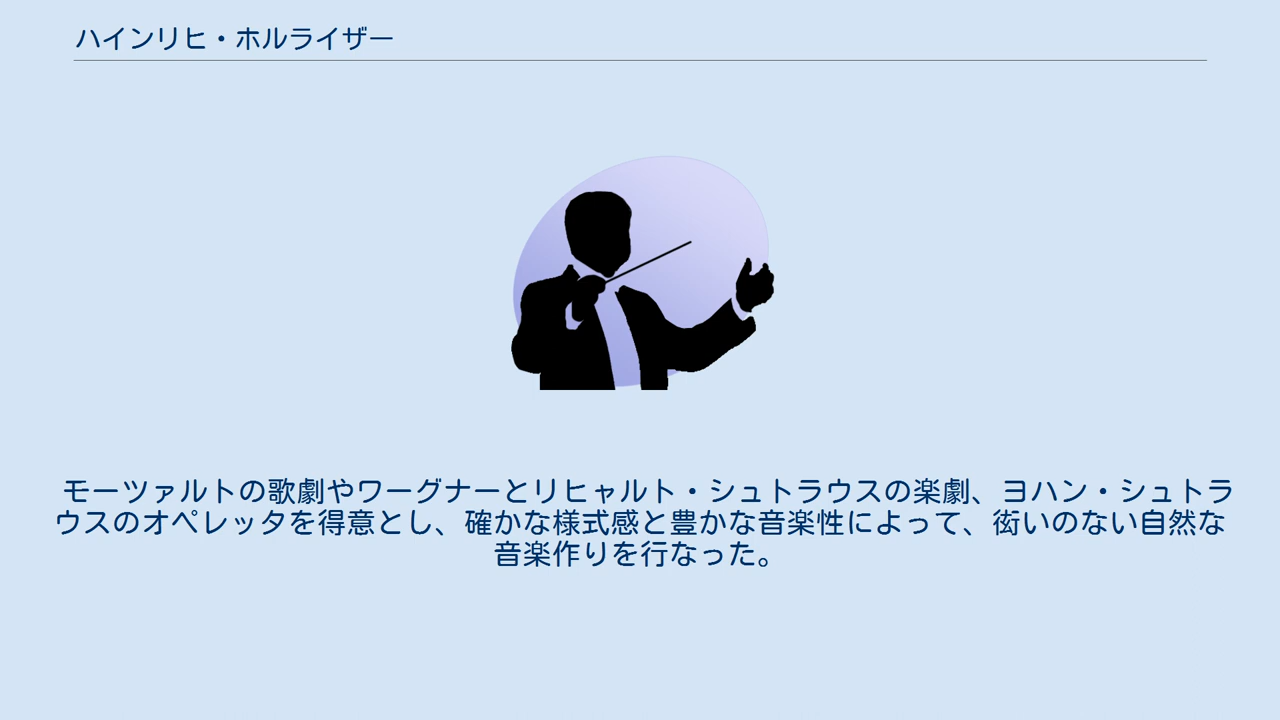 ハインリヒ・ホルライザー
モーツァルトの歌劇やワーグナーとリヒャルト・シュトラウスの楽劇、ヨハン・シュトラ
ウスのオペレッタを得意とし、確かな様式感と豊かな音楽性によって、衒いのない自然な
音楽作りを行なった。